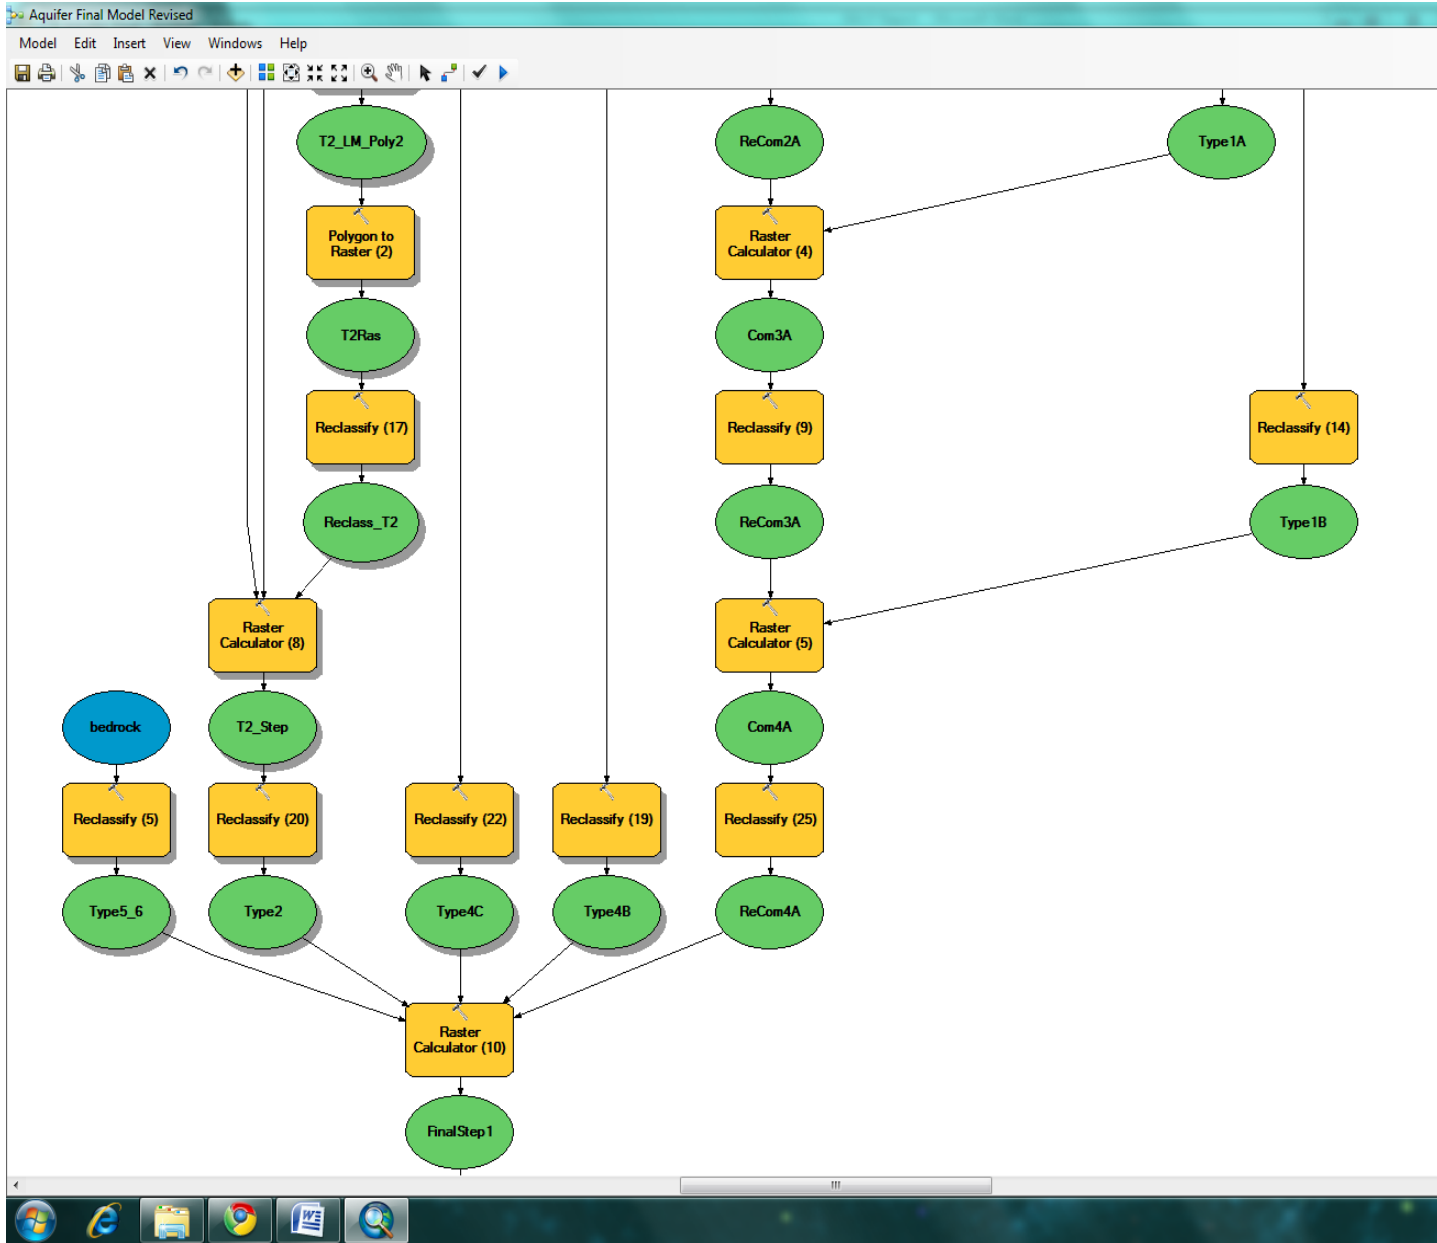 Aquifer Final Model Revised
Model Edit Insert View Windows Help
T2_LM_Poly2
ReCom2A
Type1A
Polygon to
Raster (2)
Raster
Calculator (4)
T2Ras
Com3A
Reclassify (17)
Reclassify (9)
Reclassify (14)
Reclass_T2
ReCom3A
Type1B
Raster
Calculator (8)
Raster
Calculator (5)
bedrock
T2_Step
Com4A
Reclassify (5)
Reclassify (20)
Reclassify (22)
Reclassify (19)
Reclassify (25)
Type5_6
Type2
Type4C
Type4B
ReCom4A
Raster
Calculator (10)
FinalStep1